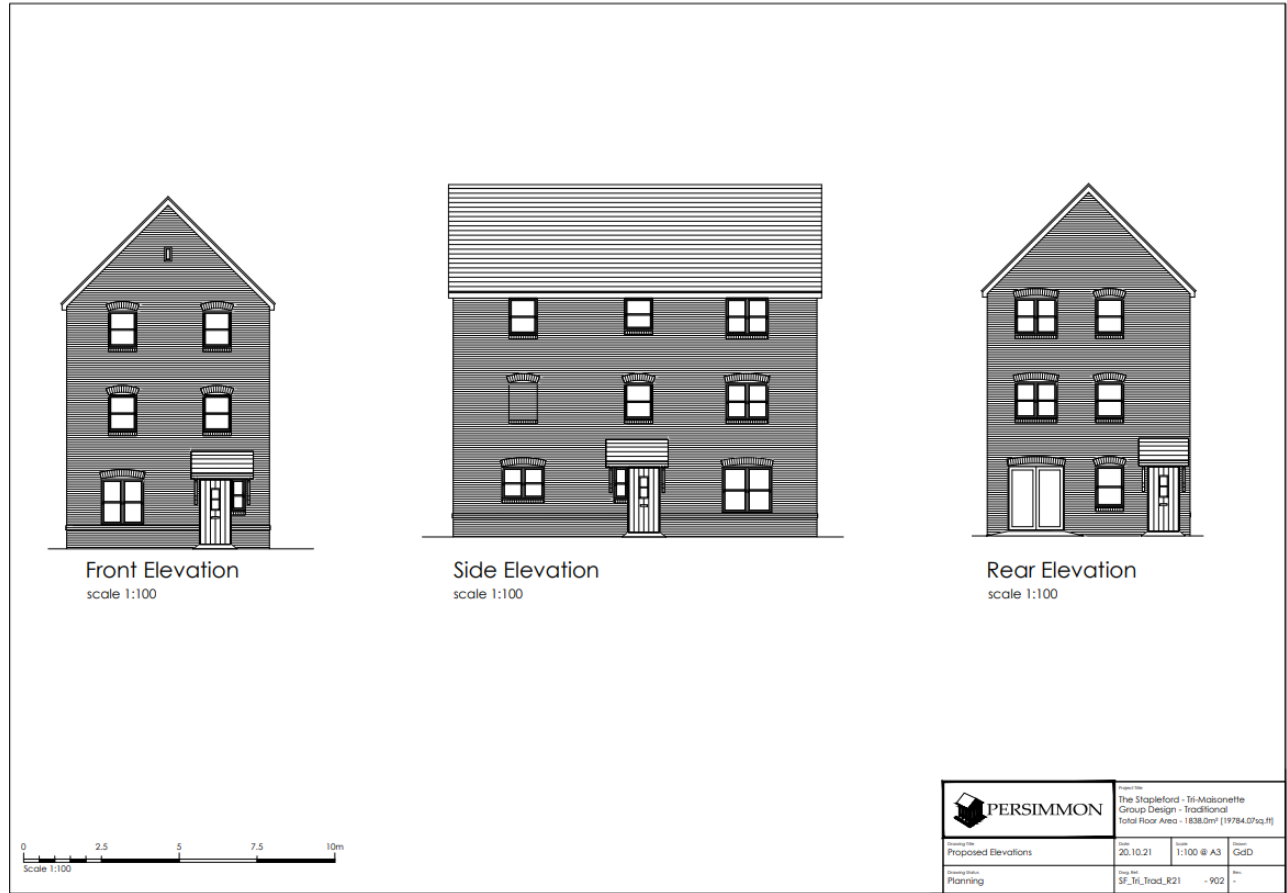 Front Elevation
scale 1:100
Side Elevation
scale 1:100
Rear Elevation
scale 1:100
0 2.5 5 7.5 10m
Scale 1:100
PERSIMMON
Project Title
The Stapleford - Tri-Maisonette
Group Design - Traditional
Total Floor Area - 1838.0m² [19784.07sq.ft]
Drawing Title
Proposed Elevations
Date
20.10.21
Scale
1:100 @ A3
Drawn
GdD
Drawing Status
Planning
Dwg Ref.
SF_Tri_Trad_R21 - 902
Rev.
-